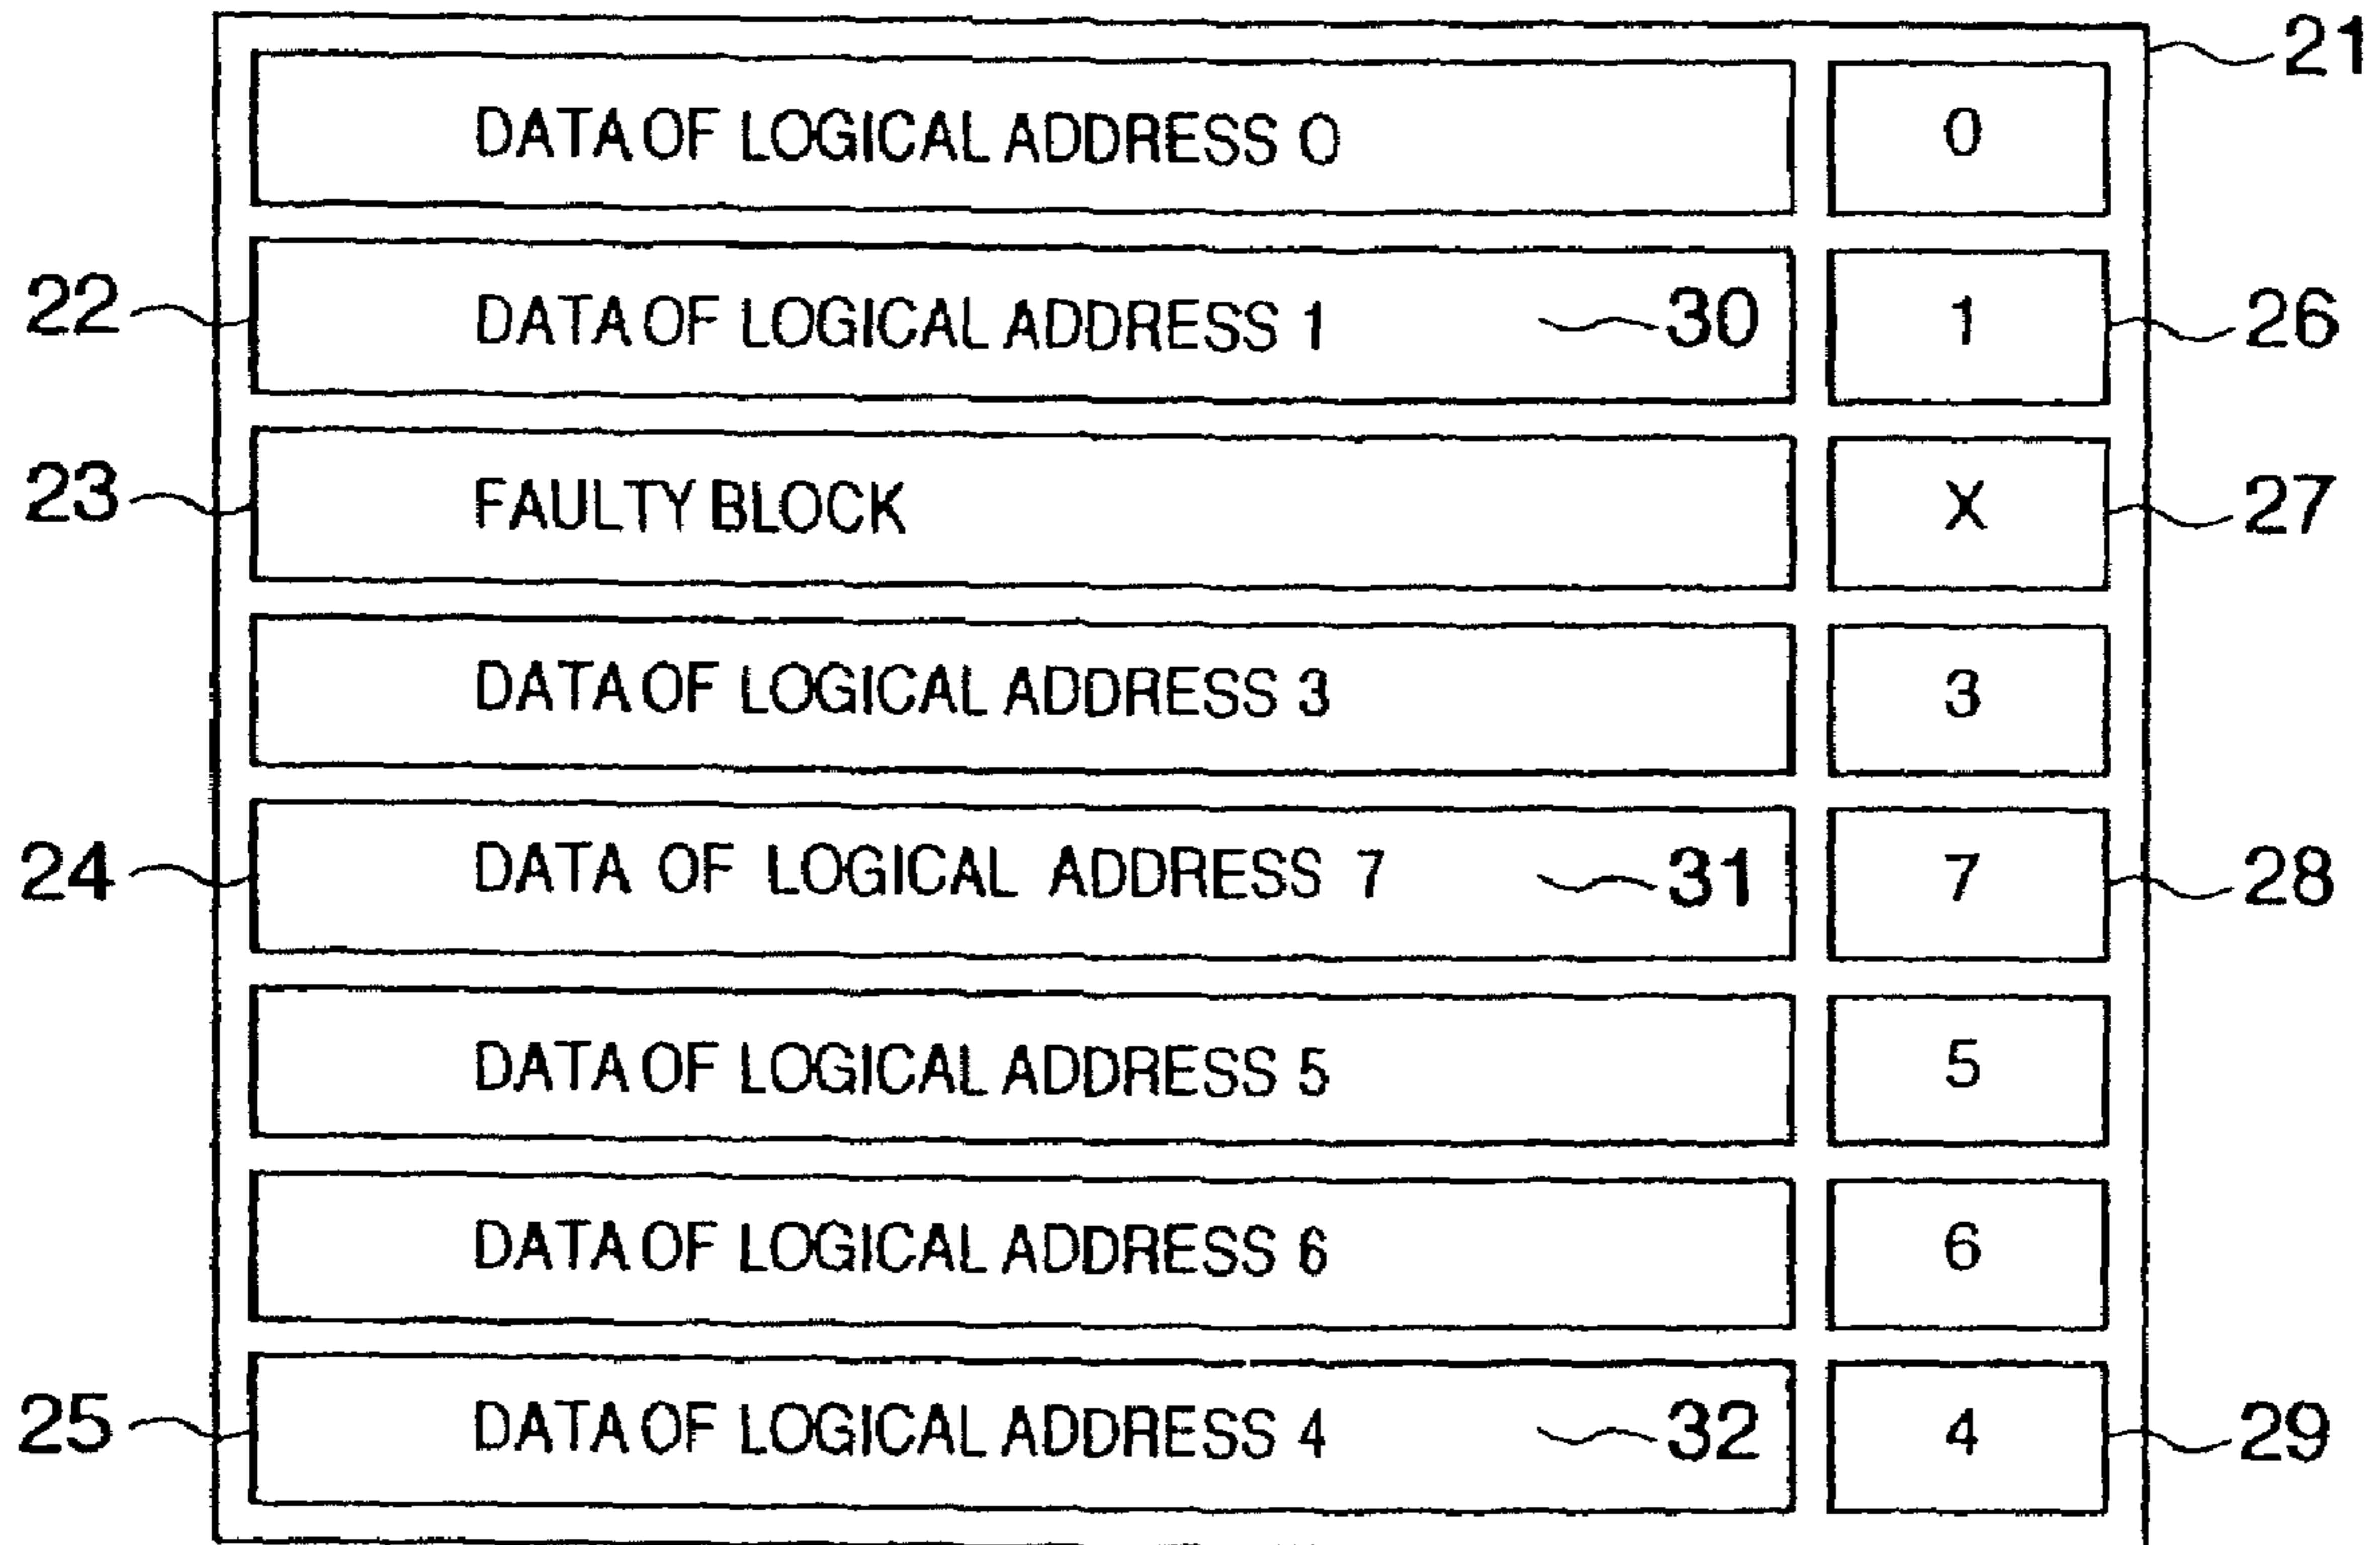 21
DATA OF LOGICAL ADDRESS 0 0
22 DATA OF LOGICAL ADDRESS 1 30 1 26
23 FAULTY BLOCK X 27
DATA OF LOGICAL ADDRESS 3 3
24 DATA OF LOGICAL ADDRESS 7 31 7 28
DATA OF LOGICAL ADDRESS 5 5
DATA OF LOGICAL ADDRESS 6 6
25 DATA OF LOGICAL ADDRESS 4 32 4 29